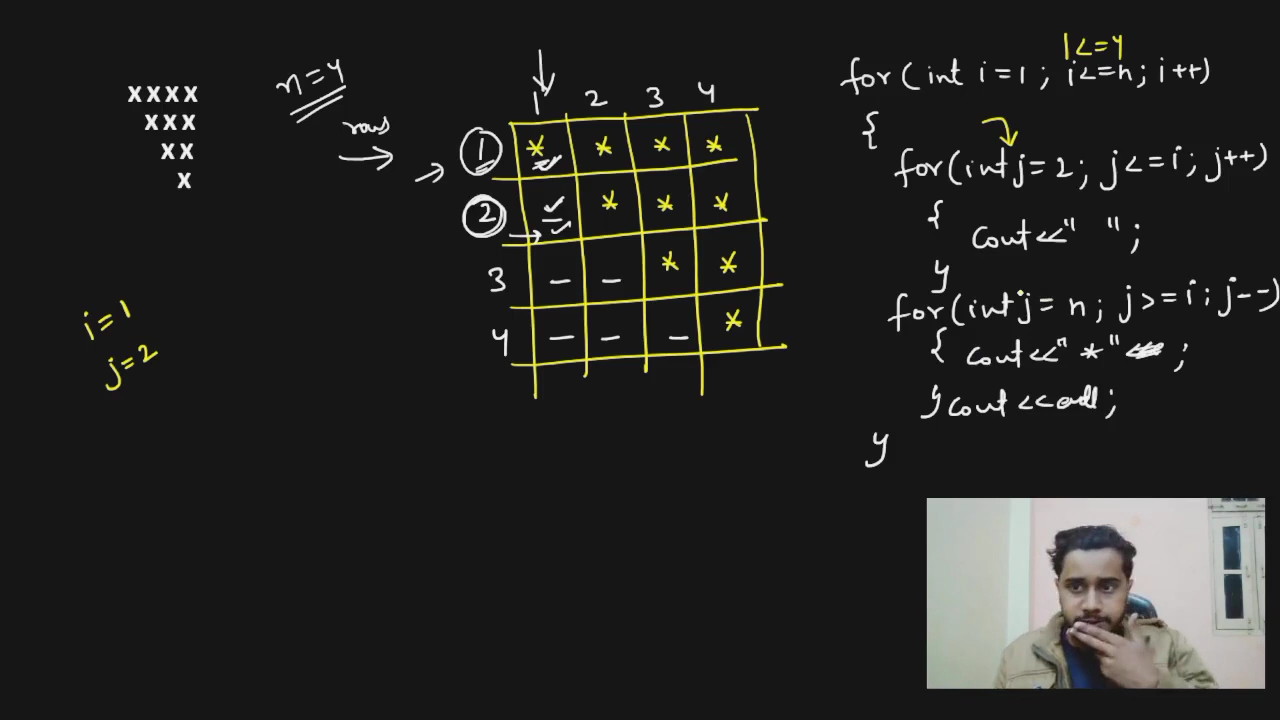 XXXX
XXX
XX
X
n=4
rows
1 2 3 4
1 * * * *
2 ✓ * * *
3 – – * *
4 – – – *
i=1
j=2
1<=4
for(int i=1; i<=n; i++)
{
for(int j=2; j<=i; j++)
{
cout<<" ";
}
for(int j=n; j>=i; j--)
{ cout<<"*" ;
} cout<<endl;
}